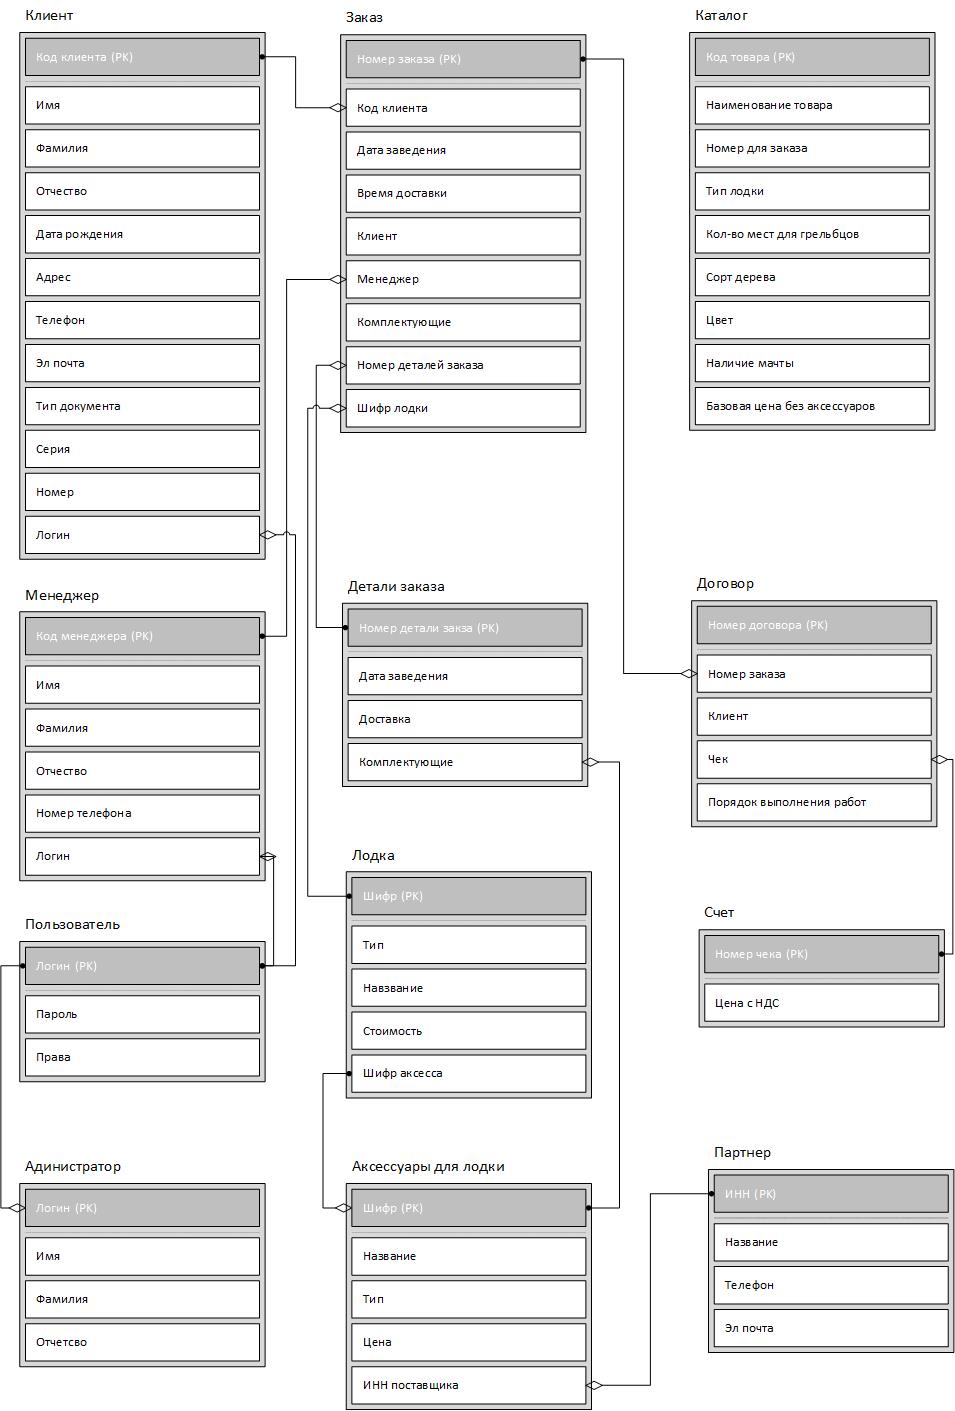 Клиент
Код клиента (PK)
Имя
Фамилия
Отчество
Дата рождения
Адрес
Телефон
Эл почта
Тип документа
Серия
Номер
Логин
Заказ
Номер заказа (PK)
Код клиента
Дата заведения
Время доставки
Клиент
Менеджер
Комплектующие
Номер деталей заказа
Шифр лодки
Каталог
Код товара (PK)
Наименование товара
Номер для заказа
Тип лодки
Кол-во мест для грельбцов
Сорт дерева
Цвет
Наличие мачты
Базовая цена без аксессуаров
Менеджер
Код менеджера (PK)
Имя
Фамилия
Отчество
Номер телефона
Логин
Детали заказа
Номер детали закза (PK)
Дата заведения
Доставка
Комплектующие
Договор
Номер договора (PK)
Номер заказа
Клиент
Чек
Порядок выполнения работ
Лодка
Шифр (PK)
Тип
Навзвание
Стоимость
Шифр аксесса
Счет
Номер чека (PK)
Цена с НДС
Пользователь
Логин (PK)
Пароль
Права
Адинистратор
Логин (PK)
Имя
Фамилия
Отчетсво
Аксессуары для лодки
Шифр (PK)
Название
Тип
Цена
ИНН поставщика
Партнер
ИНН (PK)
Название
Телефон
Эл почта